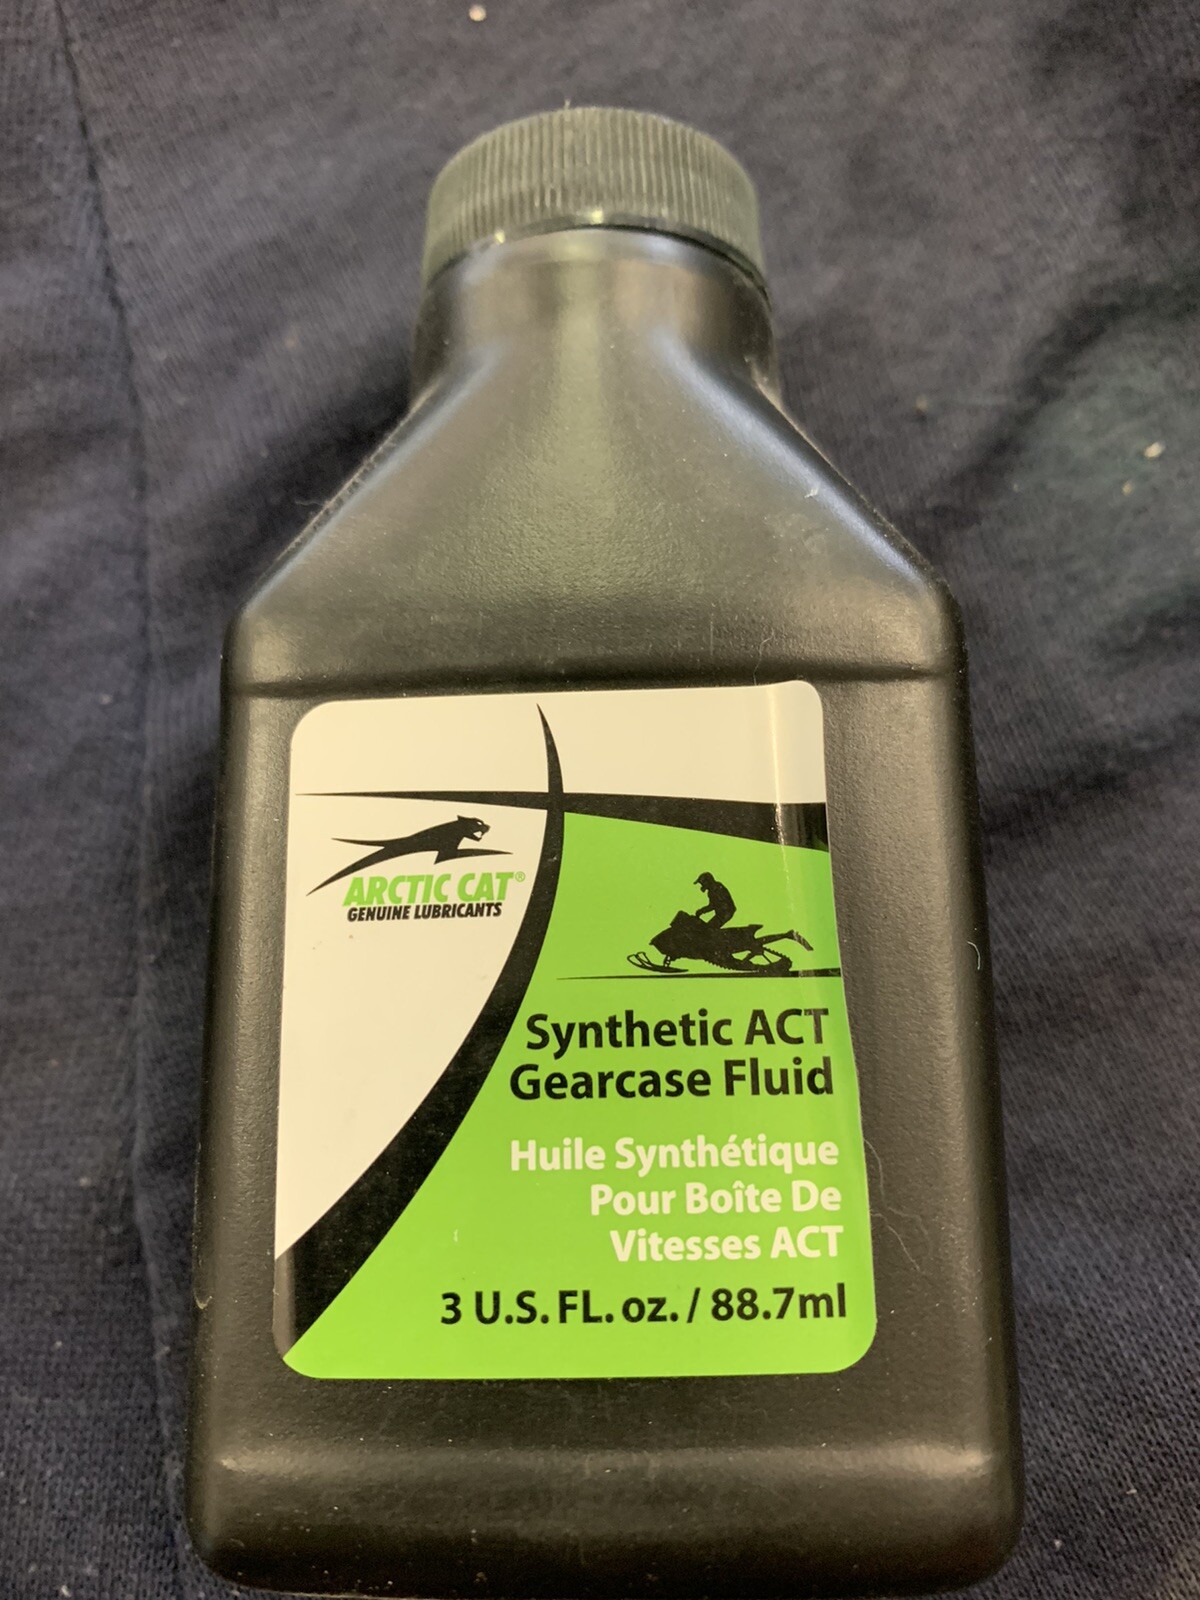 ARCTIC CAT®
GENUINE LUBRICANTS
Synthetic ACT
Gearcase Fluid
Huile Synthétique
Pour Boîte De
Vitesses ACT
3 U.S. FL. oz. / 88.7ml